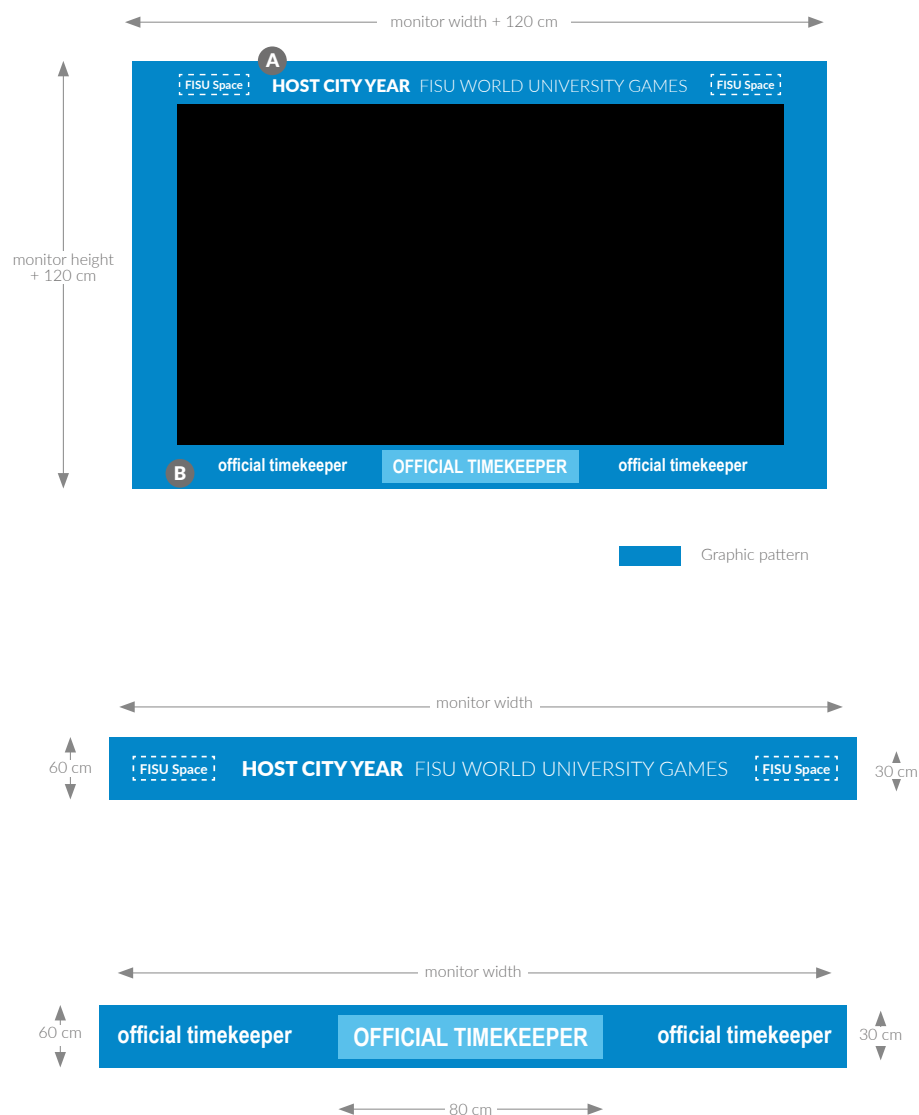 monitor width + 120 cm
A
FISU Space HOST CITY YEAR FISU WORLD UNIVERSITY GAMES FISU Space
monitor height
+ 120 cm
B official timekeeper OFFICIAL TIMEKEEPER official timekeeper
Graphic pattern
monitor width
60 cm FISU Space HOST CITY YEAR FISU WORLD UNIVERSITY GAMES FISU Space 30 cm
monitor width
60 cm official timekeeper OFFICIAL TIMEKEEPER official timekeeper 30 cm
80 cm